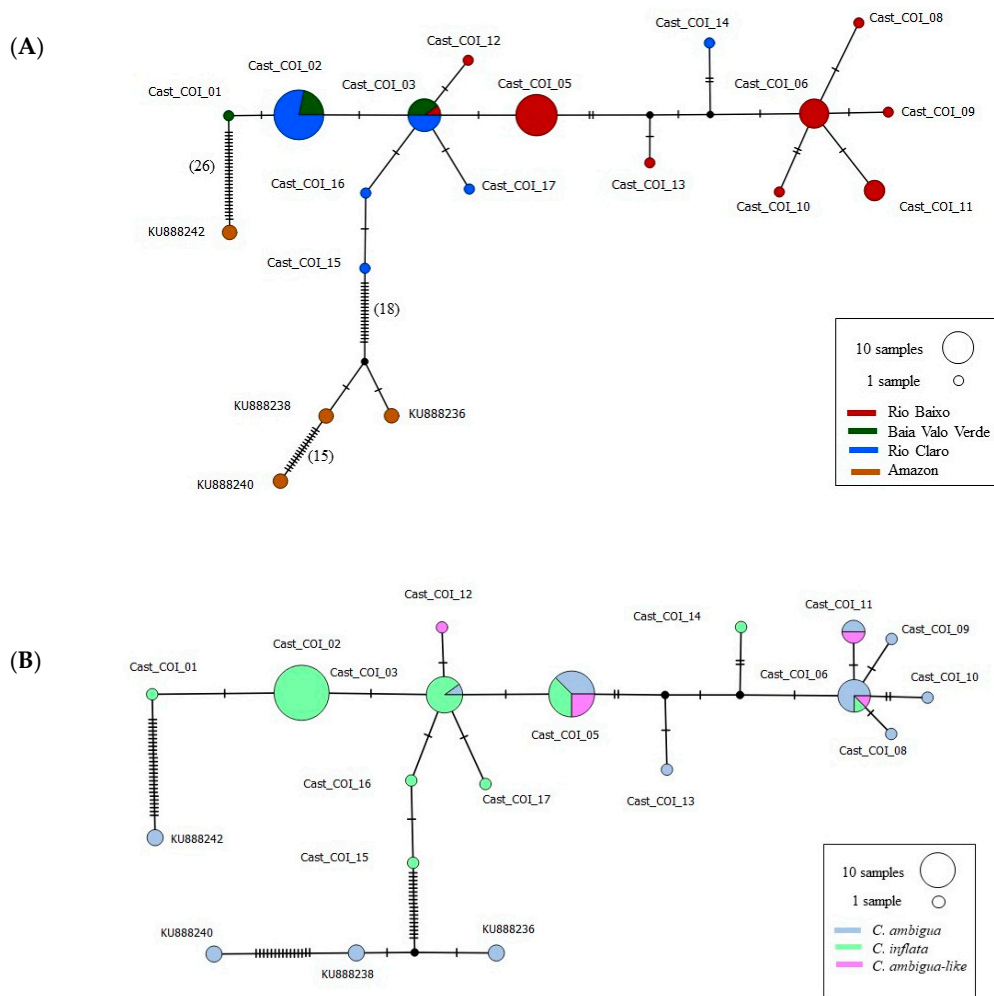 (A)
Cast_COI_08
Cast_COI_14
Cast_COI_12
Cast_COI_02
Cast_COI_03
Cast_COI_05
Cast_COI_06
Cast_COI_01
Cast_COI_09
(26)
Cast_COI_16
Cast_COI_17
Cast_COI_13
Cast_COI_10
Cast_COI_11
KU888242
Cast_COI_15
(18)
KU888238
KU888236
(15)
KU888240
10 samples
1 sample
Rio Baixo
Baia Valo Verde
Rio Claro
Amazon
(B)
Cast_COI_12
Cast_COI_14
Cast_COI_11
Cast_COI_09
Cast_COI_02
Cast_COI_01
Cast_COI_03
Cast_COI_06
Cast_COI_10
Cast_COI_05
Cast_COI_08
Cast_COI_16
Cast_COI_17
Cast_COI_13
KU888242
Cast_COI_15
KU888240
KU888236
KU888238
10 samples
1 sample
C. ambigua
C. inflata
C. ambigua-like